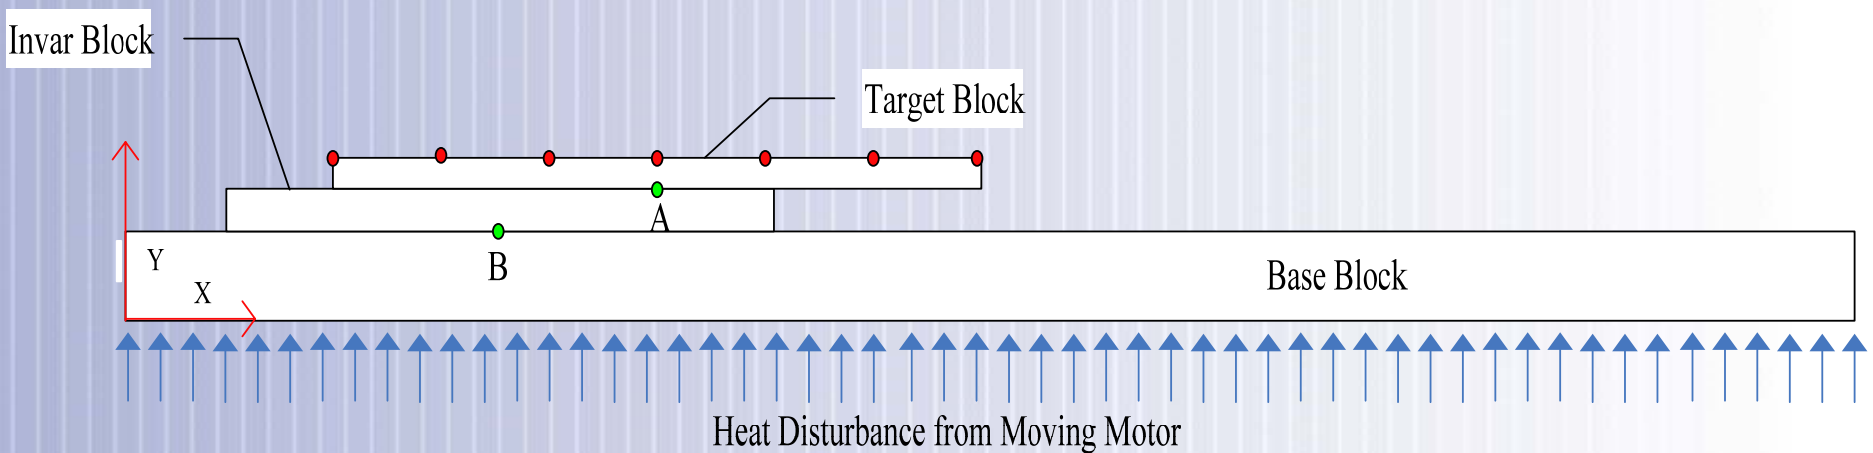 Invar Block
Target Block
A
Y
B
X
Base Block
Heat Disturbance from Moving Motor